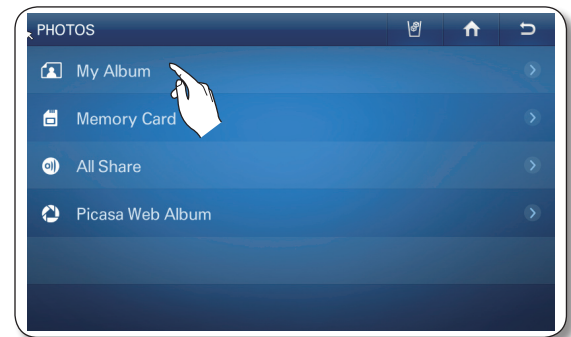 PHOTOS
My Album
Memory Card
All Share
Picasa Web Album